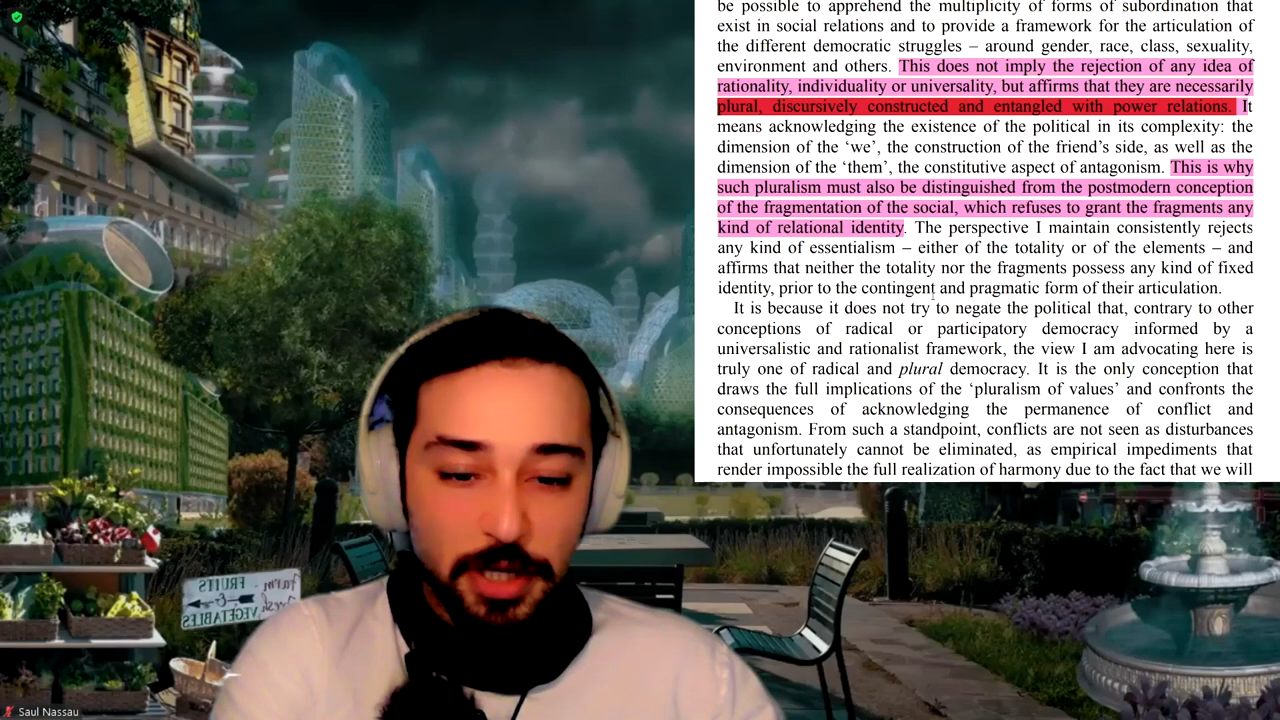 be possible to apprehend the multiplicity of forms of subordination that
exist in social relations and to provide a framework for the articulation of
the different democratic struggles – around gender, race, class, sexuality,
environment and others. This does not imply the rejection of any idea of
rationality, individuality or universality, but affirms that they are necessarily
plural, discursively constructed and entangled with power relations. It
means acknowledging the existence of the political in its complexity: the
dimension of the ‘we’, the construction of the friend’s side, as well as the
dimension of the ‘them’, the constitutive aspect of antagonism. This is why
such pluralism must also be distinguished from the postmodern conception
of the fragmentation of the social, which refuses to grant the fragments any
kind of relational identity. The perspective I maintain consistently rejects
any kind of essentialism – either of the totality or of the elements – and
affirms that neither the totality nor the fragments possess any kind of fixed
identity, prior to the contingent and pragmatic form of their articulation.
It is because it does not try to negate the political that, contrary to other
conceptions of radical or participatory democracy informed by a
universalistic and rationalist framework, the view I am advocating here is
truly one of radical and plural democracy. It is the only conception that
draws the full implications of the ‘pluralism of values’ and confronts the
consequences of acknowledging the permanence of conflict and
antagonism. From such a standpoint, conflicts are not seen as disturbances
that unfortunately cannot be eliminated, as empirical impediments that
render impossible the full realization of harmony due to the fact that we will
Farm
Fresh
FRUITS
VEGETABLES
Saul Nassau